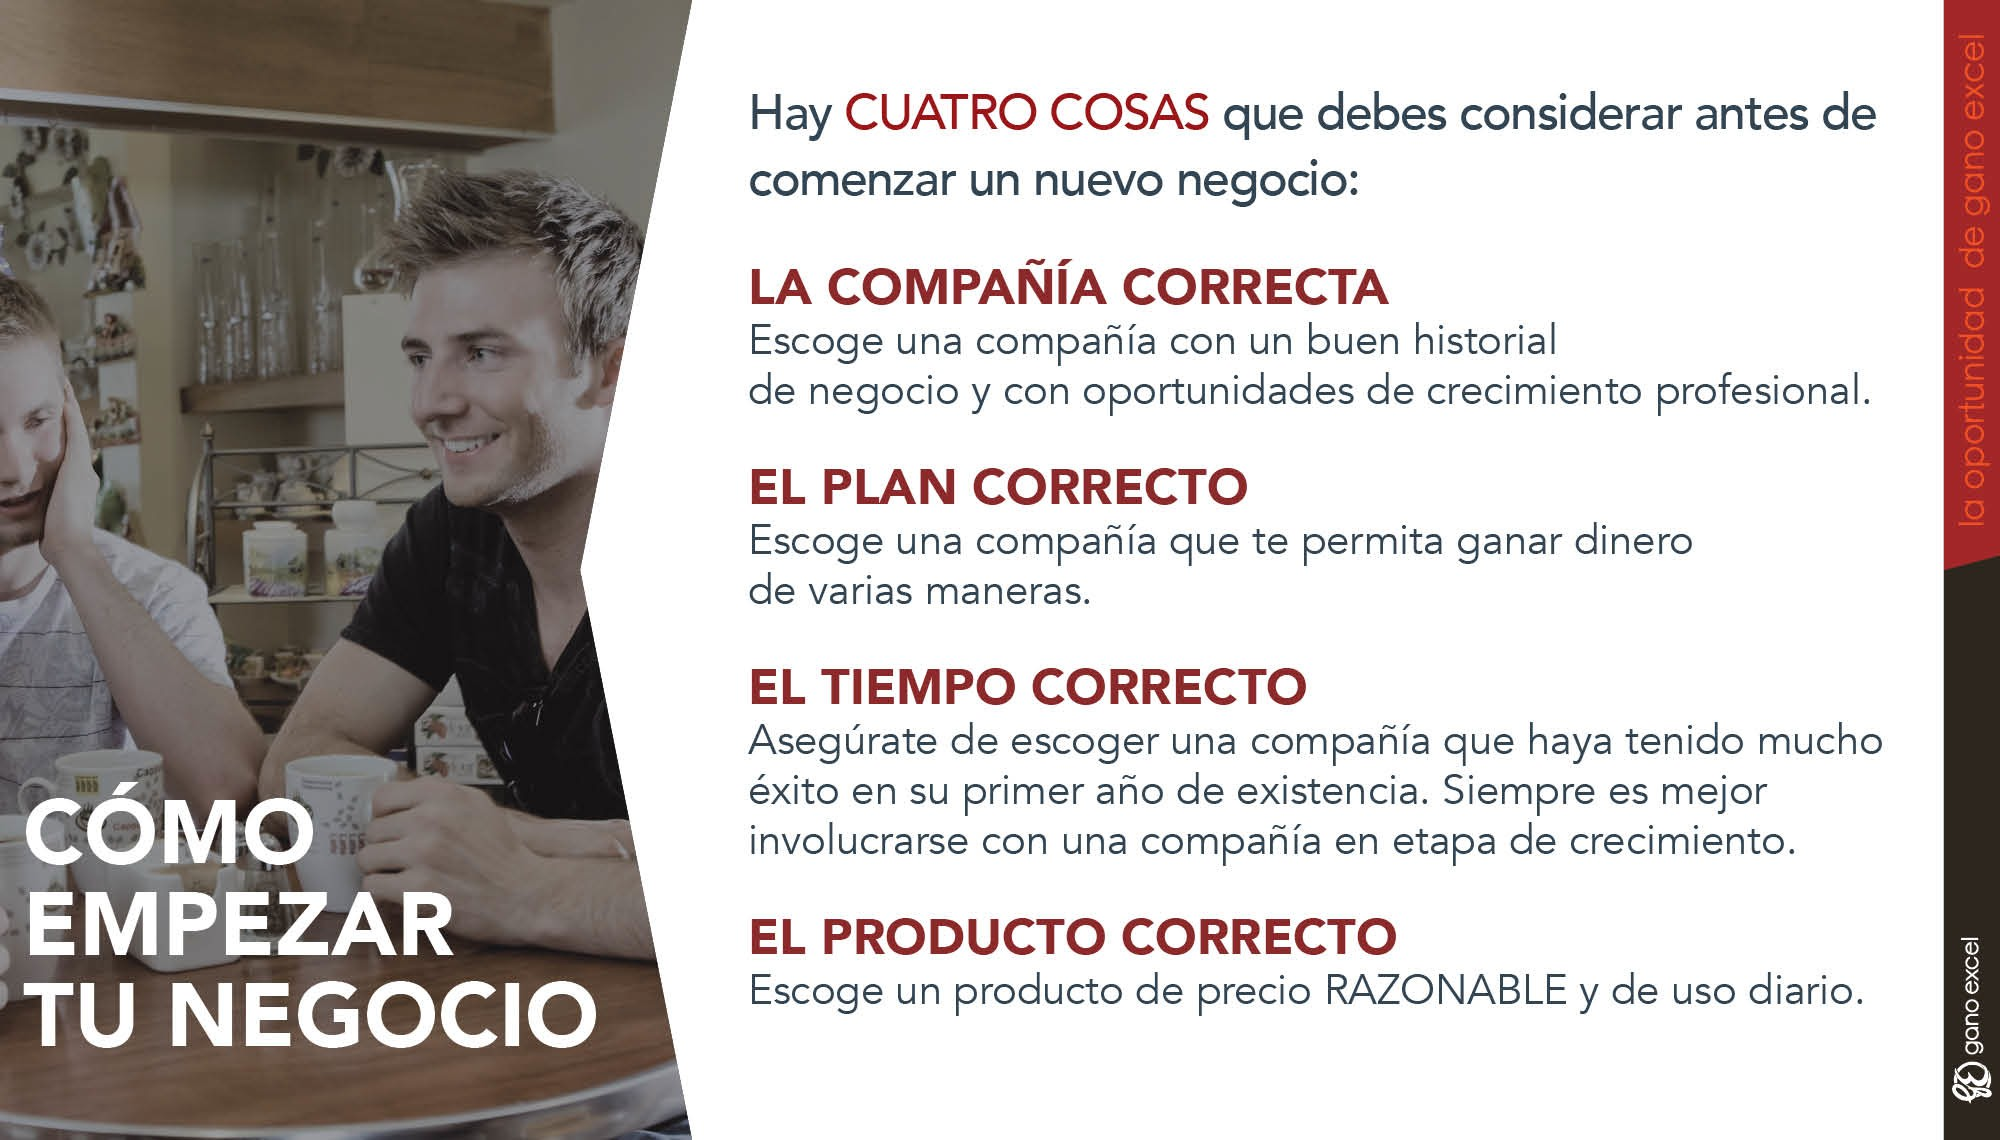 CÓMO
EMPEZAR
TU NEGOCIO
Hay CUATRO COSAS que debes considerar antes de
comenzar un nuevo negocio:
LA COMPAÑÍA CORRECTA
Escoge una compañía con un buen historial
de negocio y con oportunidades de crecimiento profesional.
EL PLAN CORRECTO
Escoge una compañía que te permita ganar dinero
de varias maneras.
EL TIEMPO CORRECTO
Asegúrate de escoger una compañía que haya tenido mucho
éxito en su primer año de existencia. Siempre es mejor
involucrarse con una compañía en etapa de crecimiento.
EL PRODUCTO CORRECTO
Escoge un producto de precio RAZONABLE y de uso diario.
la oportunidad de gano excel
gano excel